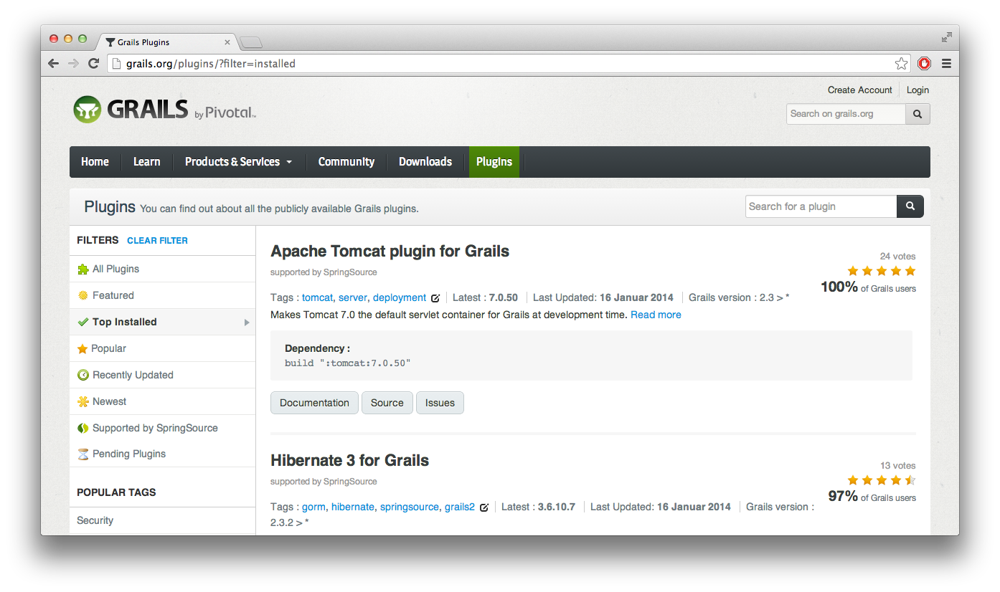 Grails Plugins
grails.org/plugins/?filter=installed
Create Account Login
GRAILS by Pivotal™
Search on grails.org
Home Learn Products & Services Community Downloads Plugins
Plugins You can find out about all the publicly available Grails plugins.
Search for a plugin
FILTERS CLEAR FILTER
All Plugins
Featured
Top Installed
Popular
Recently Updated
Newest
Supported by SpringSource
Pending Plugins
POPULAR TAGS
Security
Apache Tomcat plugin for Grails
24 votes
supported by SpringSource
100% of Grails users
Tags : tomcat, server, deployment Latest : 7.0.50 Last Updated: 16 Januar 2014 Grails version : 2.3 > *
Makes Tomcat 7.0 the default servlet container for Grails at development time. Read more
Dependency :
build ":tomcat:7.0.50"
Documentation Source Issues
Hibernate 3 for Grails
13 votes
supported by SpringSource
97% of Grails users
Tags : gorm, hibernate, springsource, grails2 Latest : 3.6.10.7 Last Updated: 16 Januar 2014 Grails version :
2.3.2 > *